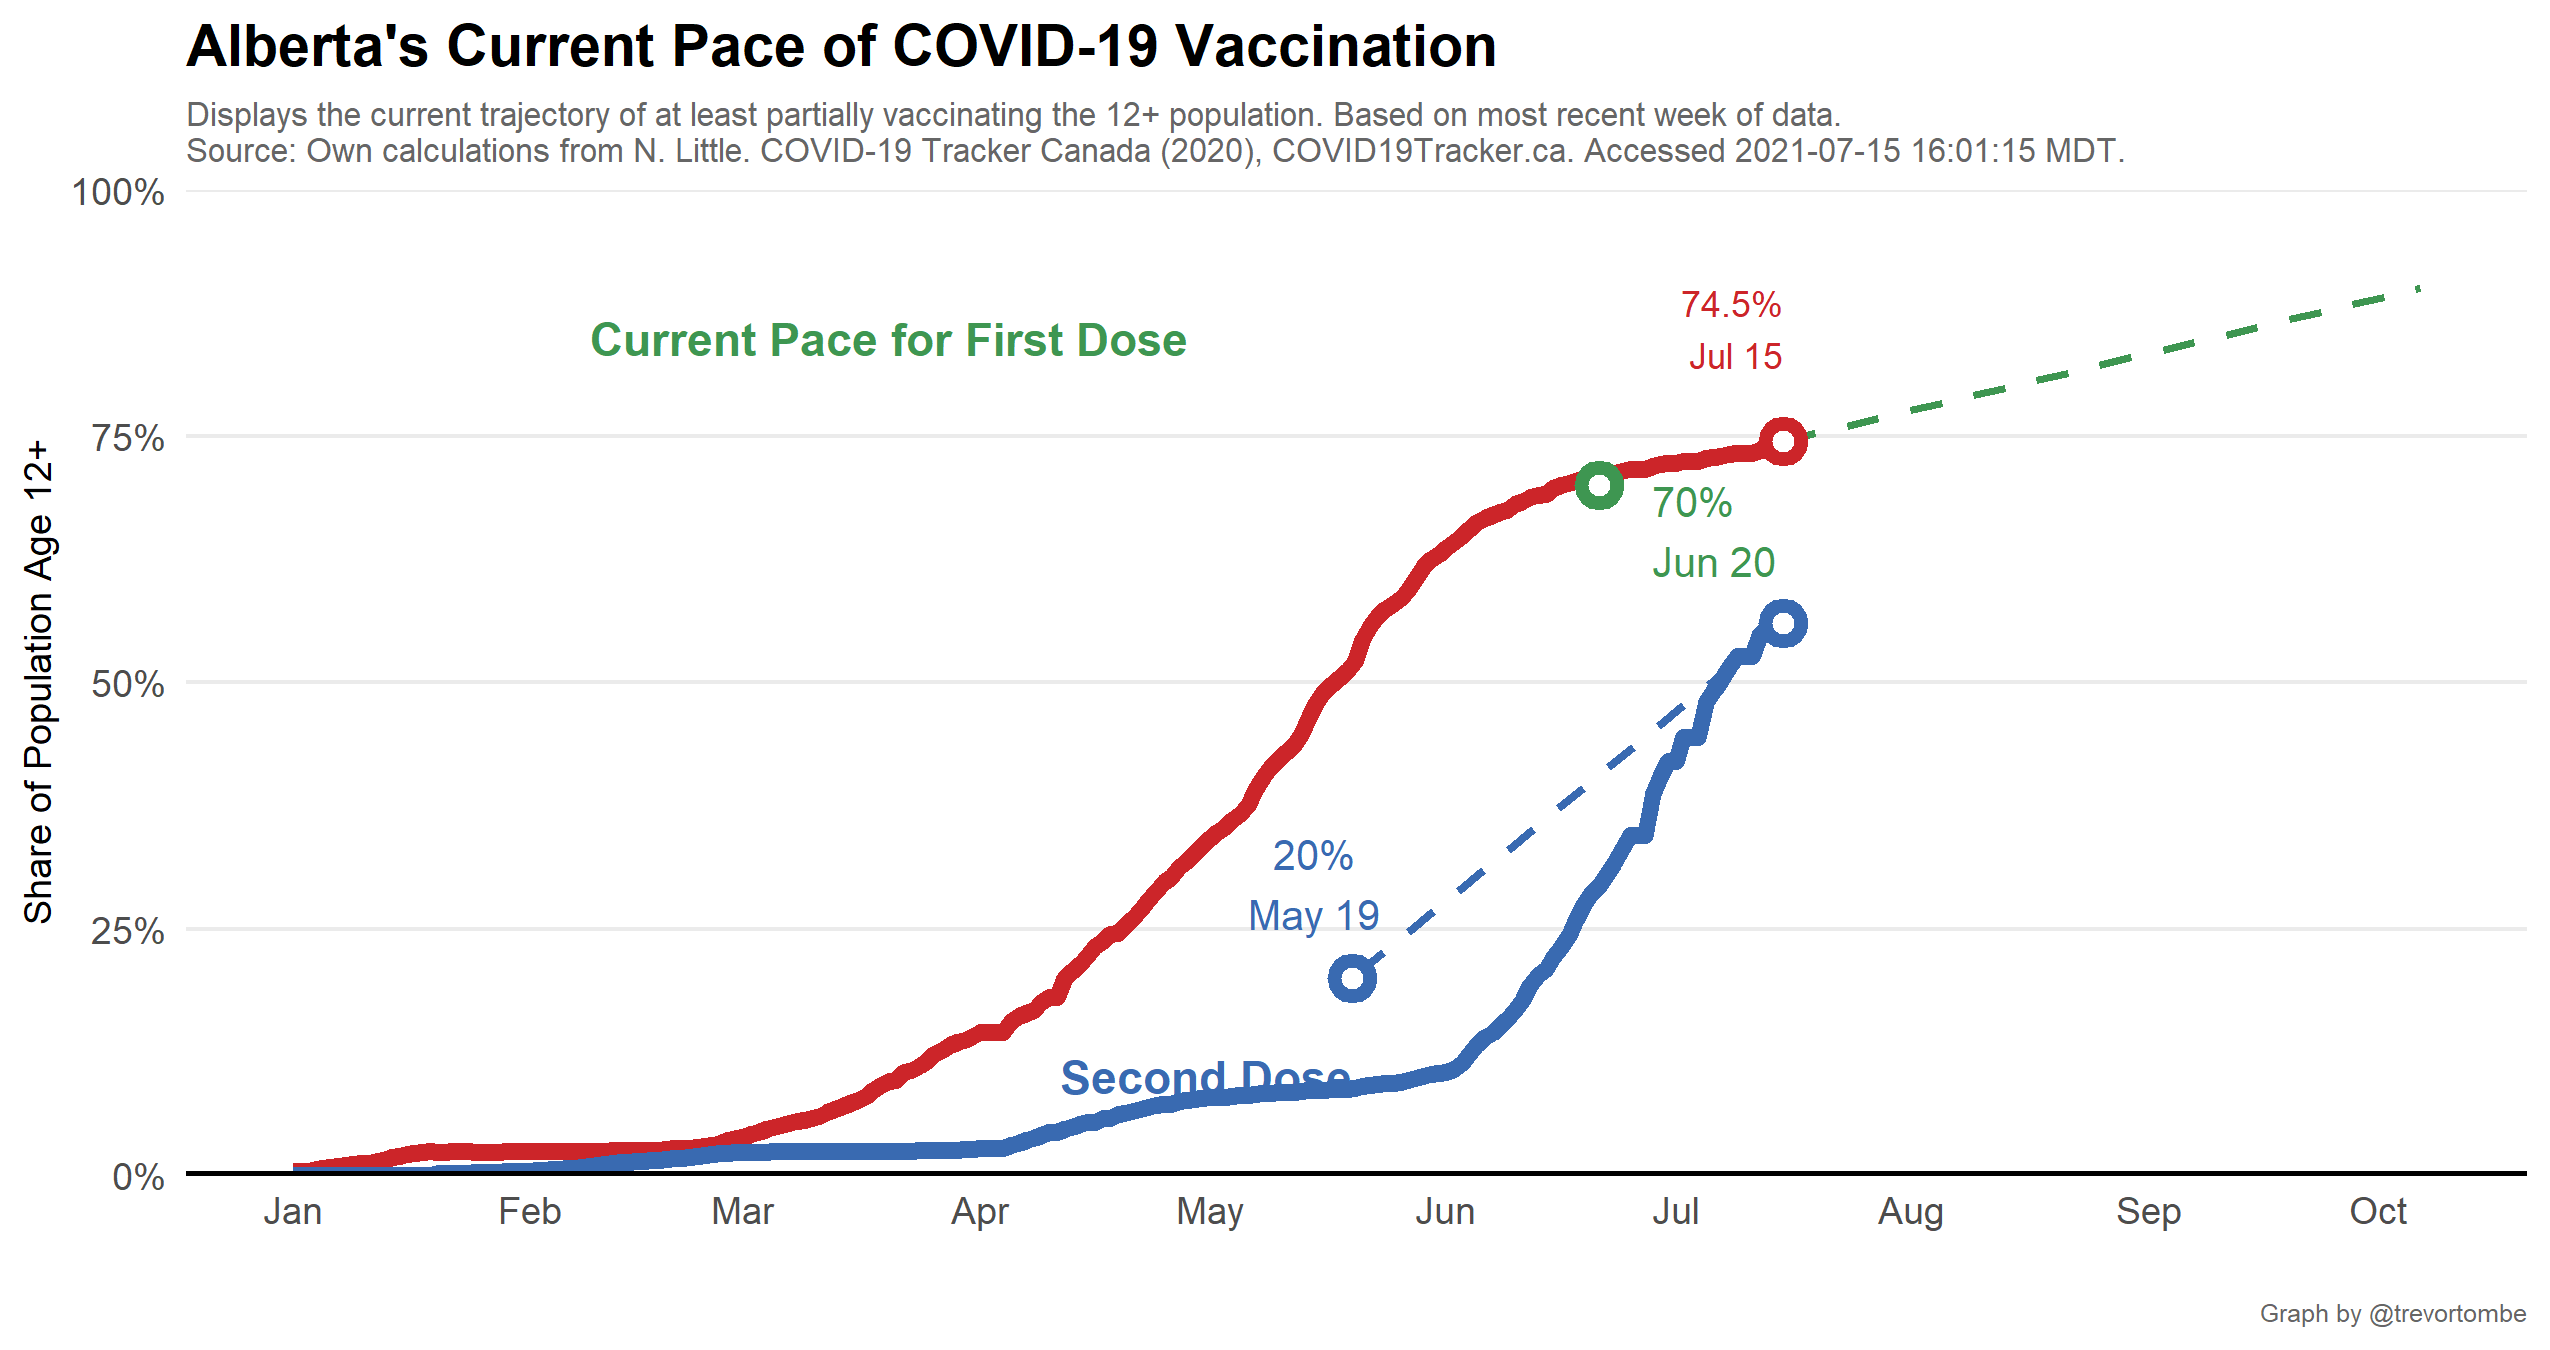 Alberta's Current Pace of COVID-19 Vaccination
Displays the current trajectory of at least partially vaccinating the 12+ population. Based on most recent week of data.
Source: Own calculations from N. Little. COVID-19 Tracker Canada (2020), COVID19Tracker.ca. Accessed 2021-07-15 16:01:15 MDT.
100%
75%
50%
25%
0%
Share of Population Age 12+
Current Pace for First Dose
74.5%
Jul 15
70%
Jun 20
20%
May 19
Second Dose
Jan Feb Mar Apr May Jun Jul Aug Sep Oct
Graph by @trevortombe